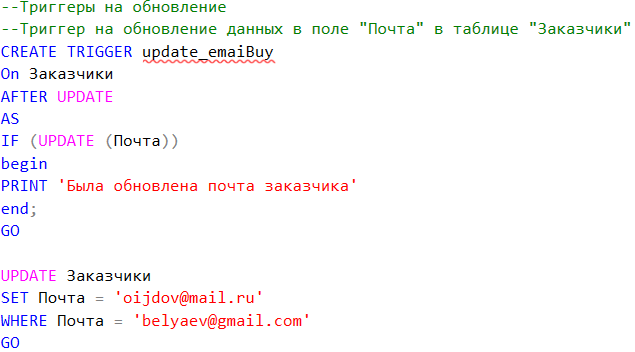 --Триггеры на обновление
--Триггер на обновление данных в поле "Почта" в таблице "Заказчики"
CREATE TRIGGER update_emaiBuy
On Заказчики
AFTER UPDATE
AS
IF (UPDATE (Почта))
begin
PRINT 'Была обновлена почта заказчика'
end;
GO
UPDATE Заказчики
SET Почта = 'oijdov@mail.ru'
WHERE Почта = 'belyaev@gmail.com'
GO